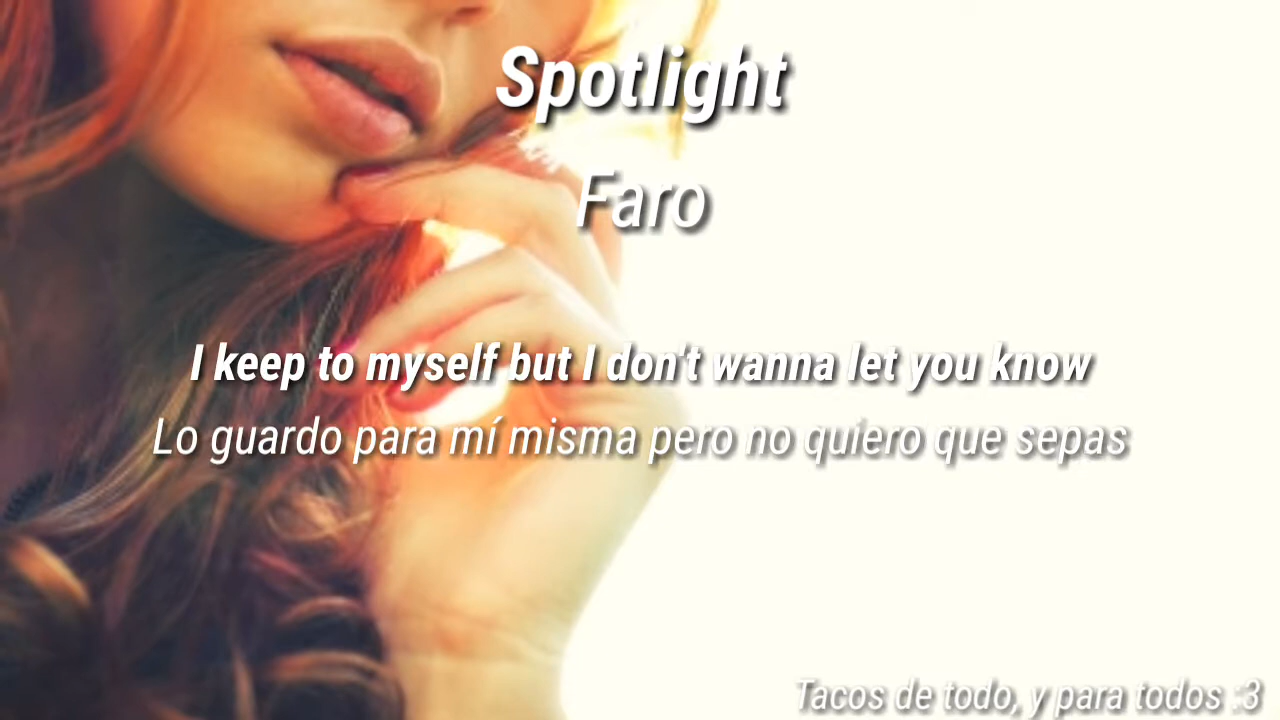 Spotlight
Faro
I keep to myself but I don't wanna let you know
Lo guardo para mí misma pero no quiero que sepas
Tacos de todo, y para todos :3